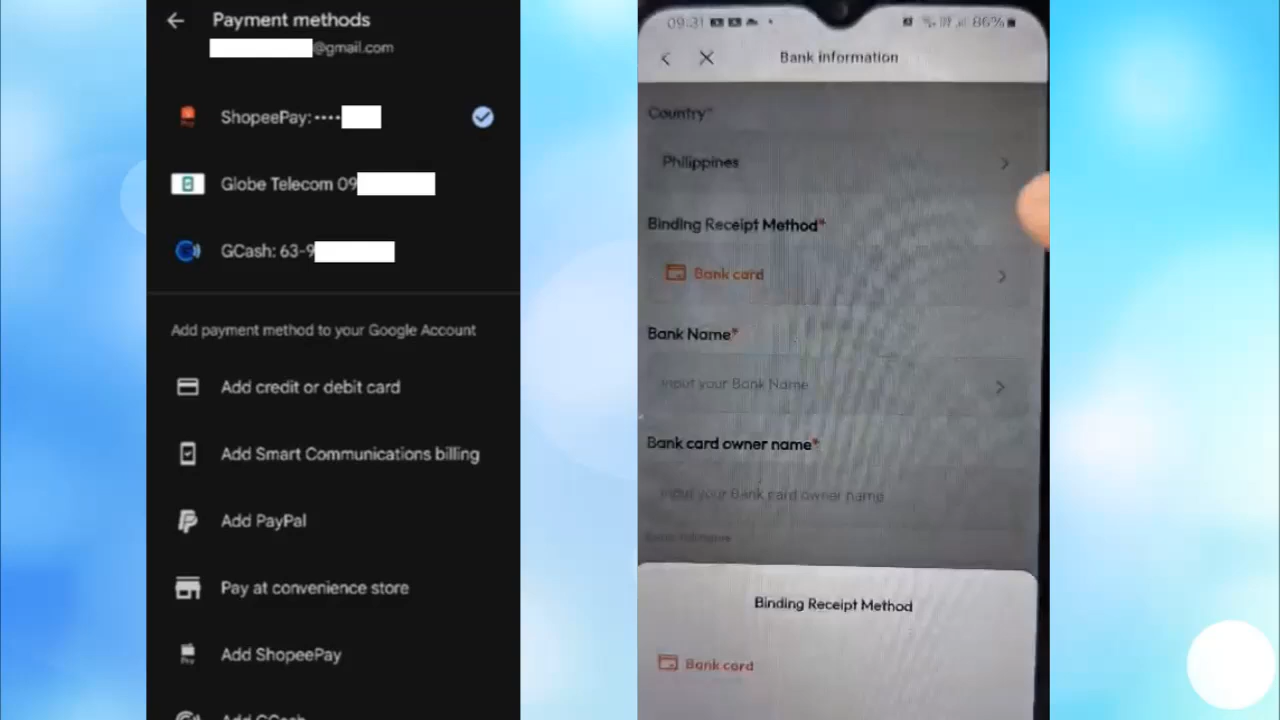 Payment methods
@gmail.com
ShopeePay: ••••
Globe Telecom 09
GCash: 63-9
Add payment method to your Google Account
Add credit or debit card
Add Smart Communications billing
Add PayPal
Pay at convenience store
Add ShopeePay
Add GCash
09:31
86%
Bank information
Country*
Philippines
Binding Receipt Method*
Bank card
Bank Name*
Input your Bank Name
Bank card owner name*
Input your Bank card owner name
Binding Receipt Method
Bank card